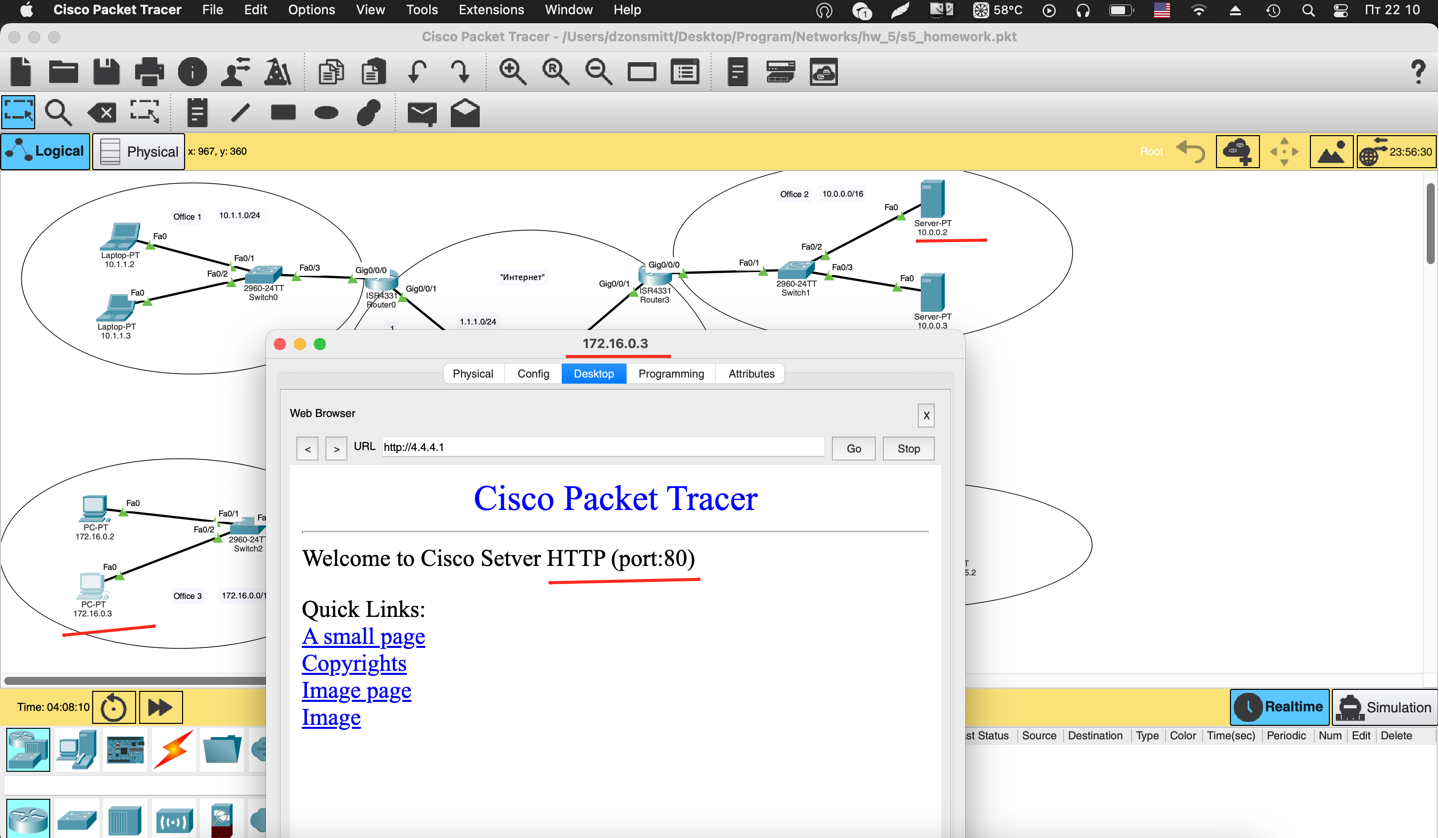 Cisco Packet Tracer File Edit Options View Tools Extensions Window Help 1 58°C Пт 22 10
Cisco Packet Tracer - /Users/dzonsmitt/Desktop/Program/Networks/hw_5/s5_homework.pkt
Logical Physical x: 967, y: 360 Root 23:56:30
Office 1 10.1.1.0/24
Fa0
Laptop-PT
10.1.1.2
Fa0/1
Fa0/2
Fa0/3
2960-24TT
Switch0
Fa0
Laptop-PT
10.1.1.3
Gig0/0/0
ISR4331
Router0
Gig0/0/1
1
"Интернет"
1.1.1.0/24
Office 2 10.0.0.0/16
Gig0/0/0
Gig0/0/1
ISR4331
Router3
Fa0/1
Fa0/2
Fa0/3
2960-24TT
Switch1
Fa0
Server-PT
10.0.0.2
Fa0
Server-PT
10.0.0.3
Fa0
PC-PT
172.16.0.2
Fa0/1
Fa0/2
Fa
2960-24TT
Switch2
Fa0
PC-PT
172.16.0.3
Office 3 172.16.0.0/1
T
5.2
172.16.0.3
Physical Config Desktop Programming Attributes
Web Browser X
< > URL http://4.4.4.1 Go Stop
Cisco Packet Tracer
Welcome to Cisco Setver HTTP (port:80)
Quick Links:
A small page
Copyrights
Image page
Image
Time: 04:08:10 Realtime Simulation
st Status Source Destination Type Color Time(sec) Periodic Num Edit Delete